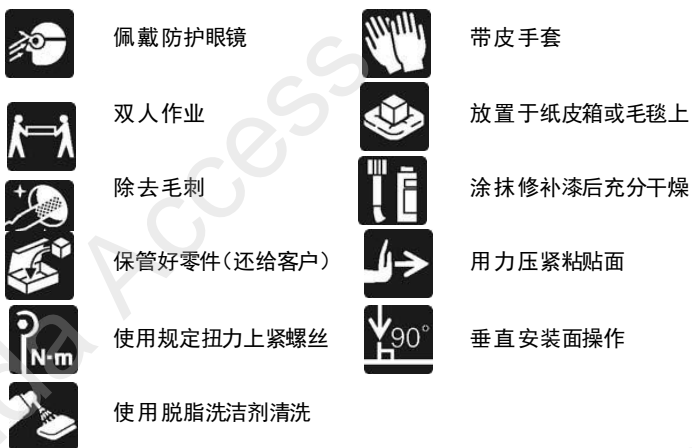 佩戴防护眼镜
带皮手套
双人作业
放置于纸皮箱或毛毯上
除去毛刺
涂抹修补漆后充分干燥
保管好零件(还给客户)
用力压紧粘贴面
N·m
使用规定扭力上紧螺丝
90°
垂直安装面操作
使用脱脂洗洁剂清洗
da Access